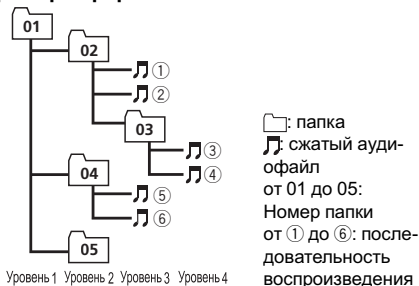 01
02
♫①
♫②
03
♫③
♫④
04
♫⑤
♫⑥
05
Уровень 1 Уровень 2 Уровень 3 Уровень 4
: папка
♫: сжатый ауди-
офайл
от 01 до 05:
Номер папки
от ① до ⑥: после-
довательность
воспроизведения